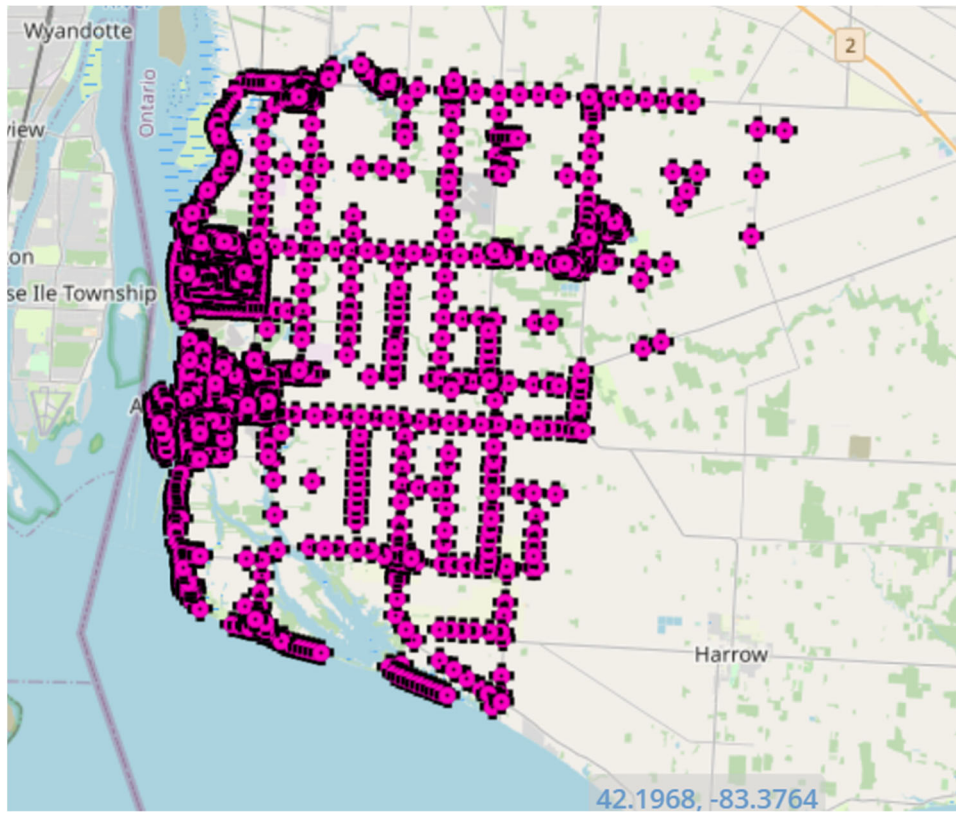 Wyandotte
2
Ontario
view
on
se Ile Township
A
Harrow
42.1968, -83.3764